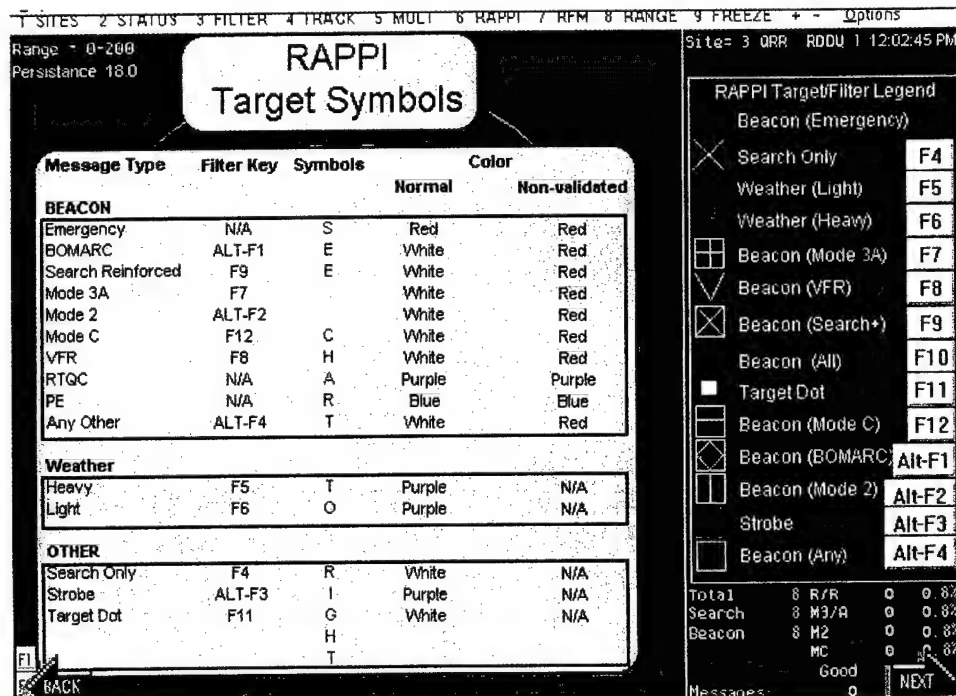 1 SITES 2 STATUS 3 FILTER 4 TRACK 5 MULT 6 RAPPI 7 RFM 8 RANGE 9 FREEZE + - Options
Range - 0-200
Persistance 18.0
RAPPI
Target Symbols
Site= 3 QRR RDDU 1 12:02:45 PM
Message Type Filter Key Symbols Color
Normal Non-validated
BEACON
Emergency N/A S Red Red
BOMARC ALT-F1 E White Red
Search Reinforced F9 E White Red
Mode 3A F7 White Red
Mode 2 ALT-F2 White Red
Mode C F12 C White Red
VFR F8 H White Red
RTQC N/A A Purple Purple
PE N/A R Blue Blue
Any Other ALT-F4 T White Red
Weather
Heavy F5 T Purple N/A
Light F6 O Purple N/A
OTHER
Search Only F4 R White N/A
Strobe ALT-F3 I Purple N/A
Target Dot F11 G White N/A
H
T
RAPPI Target/Filter Legend
Beacon (Emergency)
Search Only F4
Weather (Light) F5
Weather (Heavy) F6
Beacon (Mode 3A) F7
Beacon (VFR) F8
Beacon (Search+) F9
Beacon (All) F10
Target Dot F11
Beacon (Mode C) F12
Beacon (BOMARC) Alt-F1
Beacon (Mode 2) Alt-F2
Strobe Alt-F3
Beacon (Any) Alt-F4
Total 8 R/R 0 0.8%
Search 8 M3/A 0 0.8%
Beacon 8 M2 0 0.8%
MC 0 0.8%
Good
Messages: 0
F1
BACK
NEXT